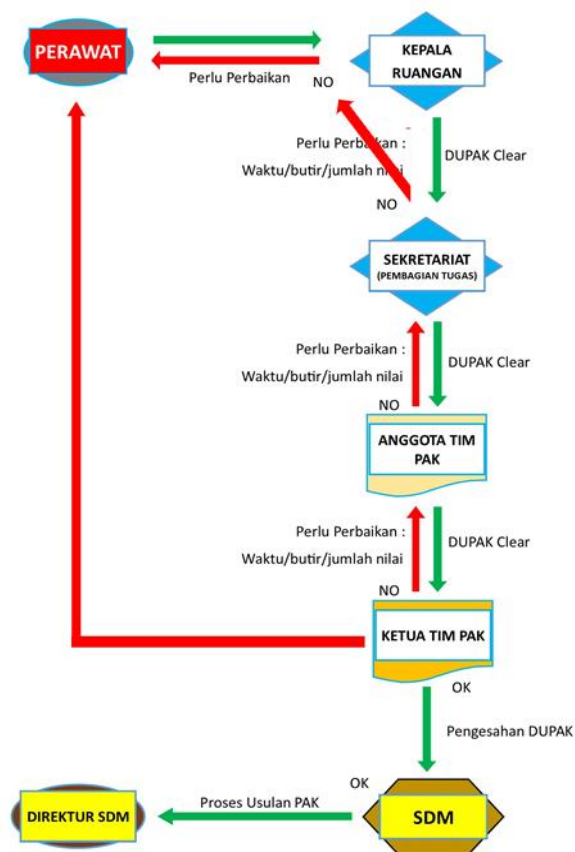 PERAWAT
KEPALA
RUANGAN
Perlu Perbaikan
NO
Perlu Perbaikan :
Waktu/butir/jumlah nilai
NO
DUPAK Clear
SEKRETARIAT
(PEMBAGIAN TUGAS)
Perlu Perbaikan :
Waktu/butir/jumlah nilai
NO
DUPAK Clear
ANGGOTA TIM
PAK
Perlu Perbaikan :
Waktu/butir/jumlah nilai
NO
DUPAK Clear
KETUA TIM PAK
OK
Pengesahan DUPAK
OK
Proses Usulan PAK
DIREKTUR SDM
SDM